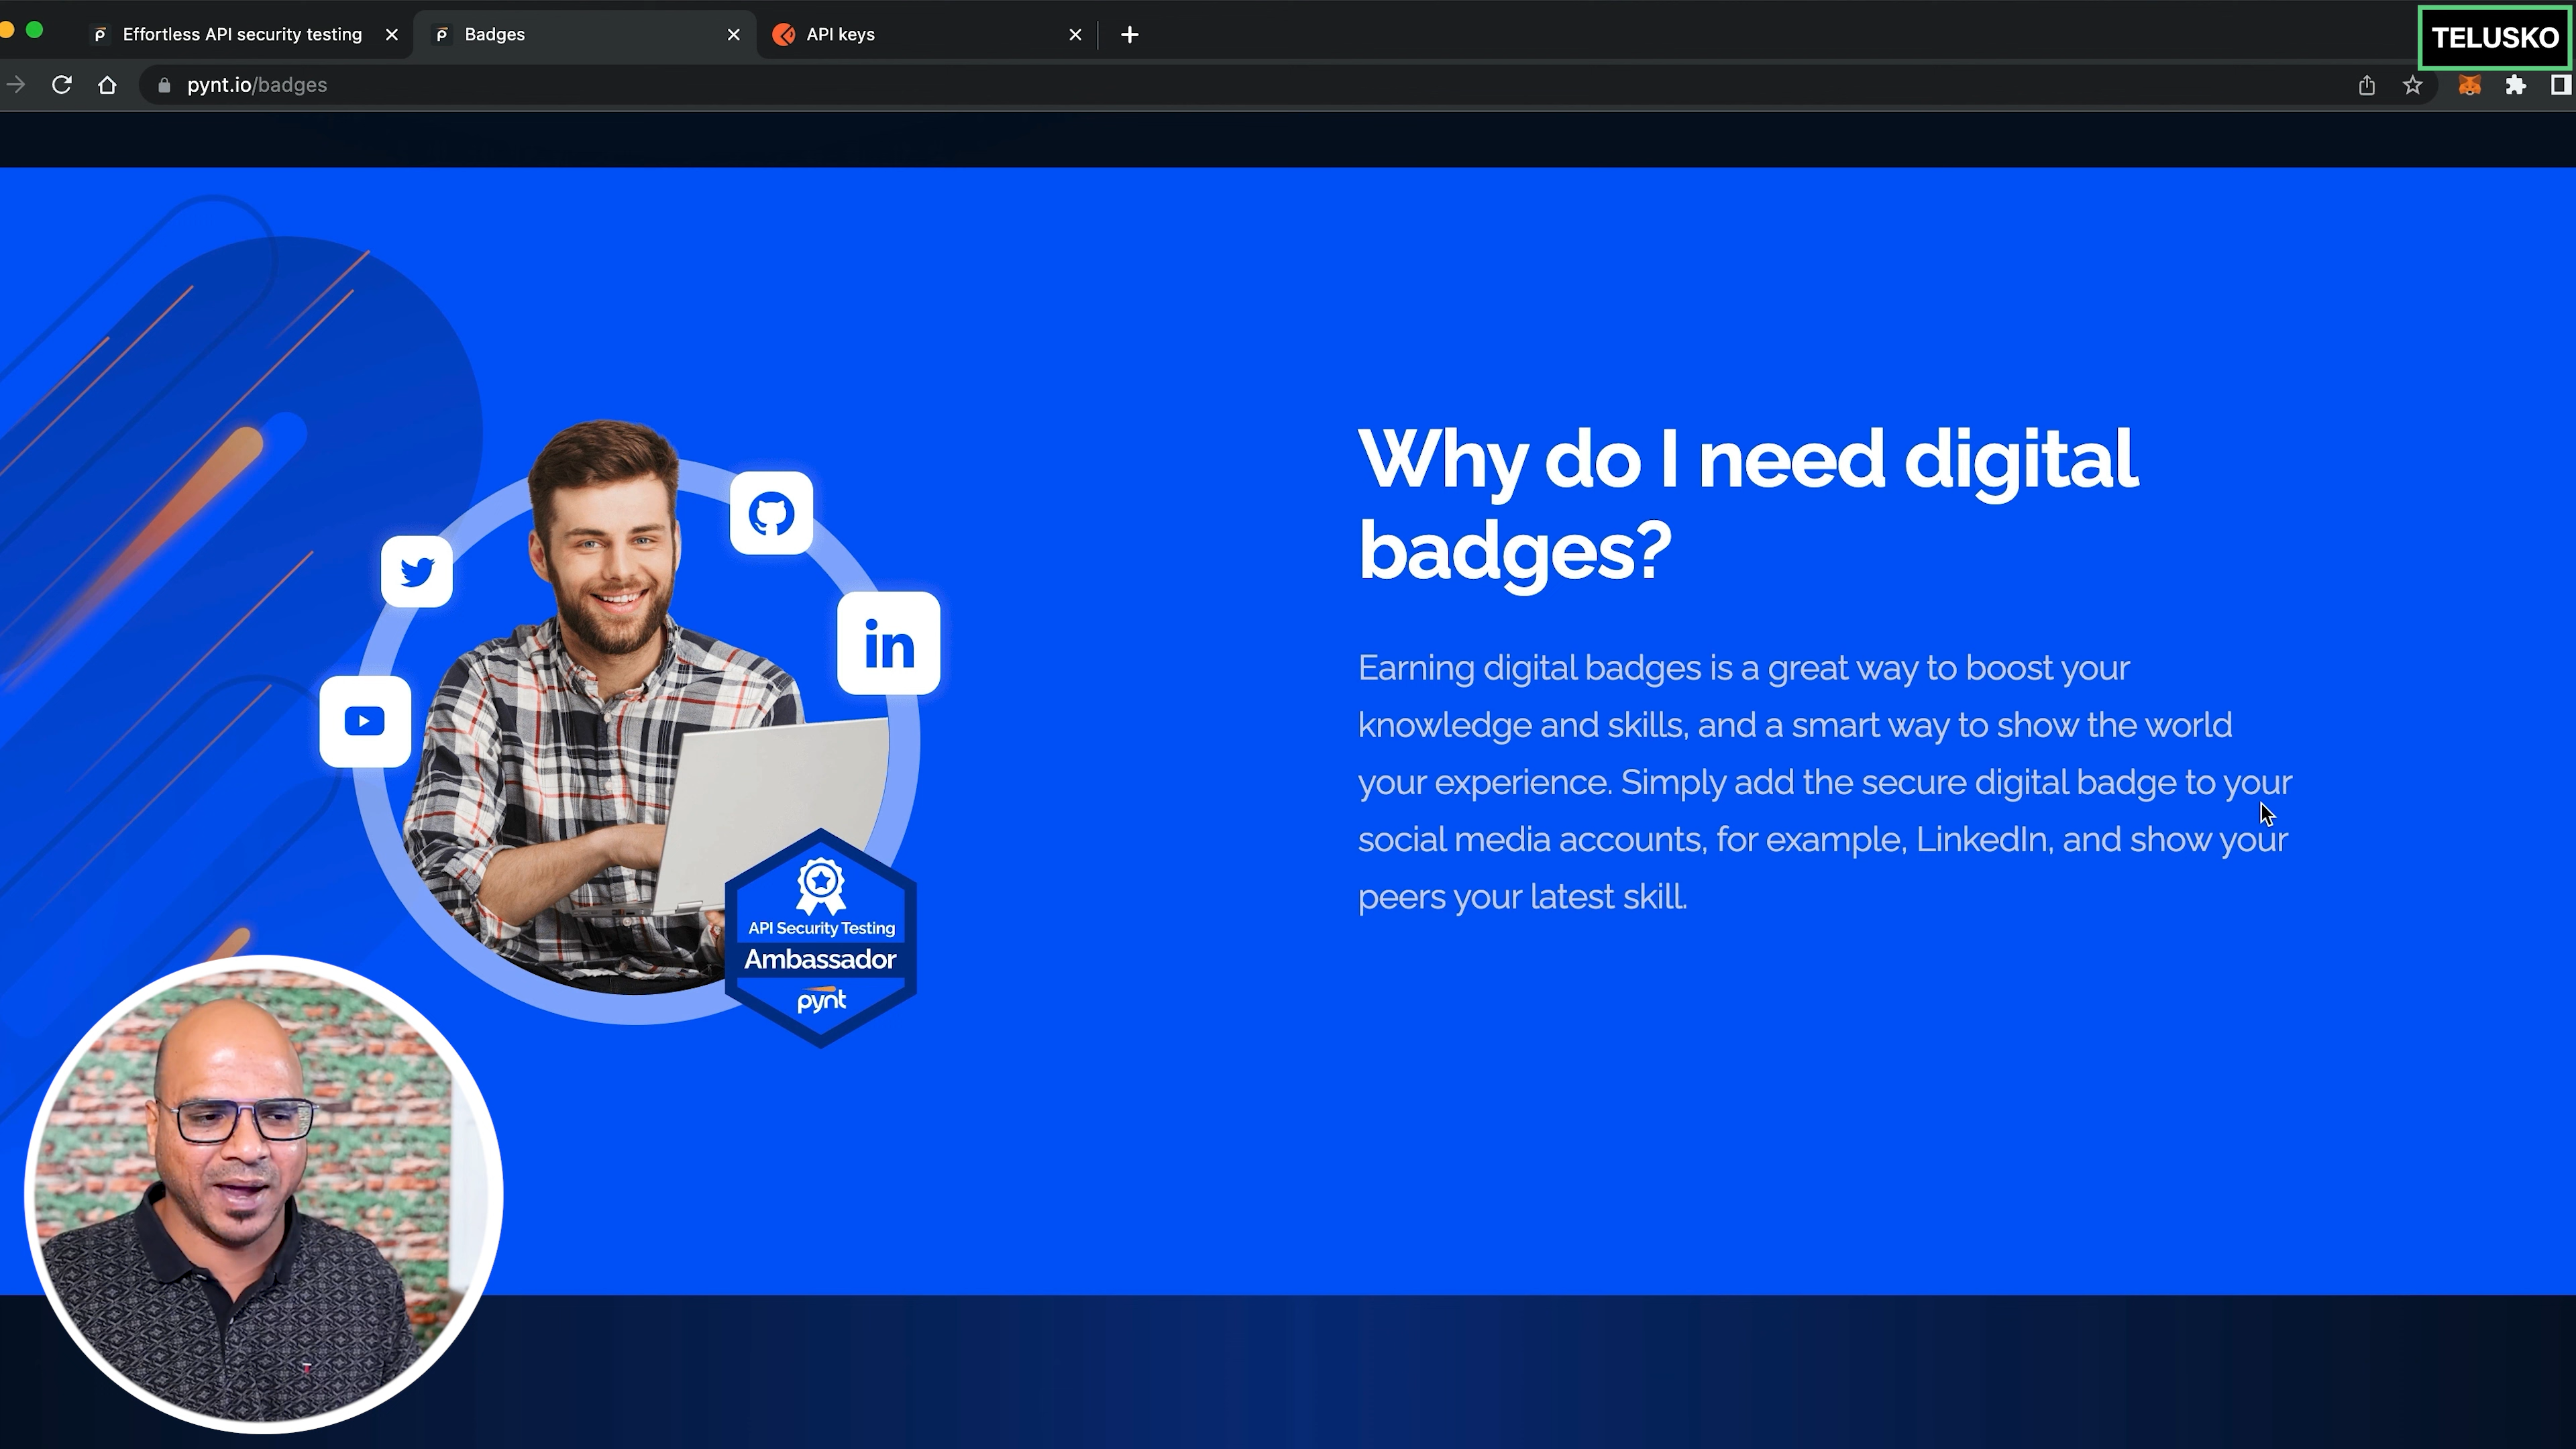 Effortless API security testing
Badges
API keys
TELUSKO
pynt.io/badges
Why do I need digital
badges?
Earning digital badges is a great way to boost your
knowledge and skills, and a smart way to show the world
your experience. Simply add the secure digital badge to your
social media accounts, for example, LinkedIn, and show your
peers your latest skill.
in
API Security Testing
Ambassador
pynt